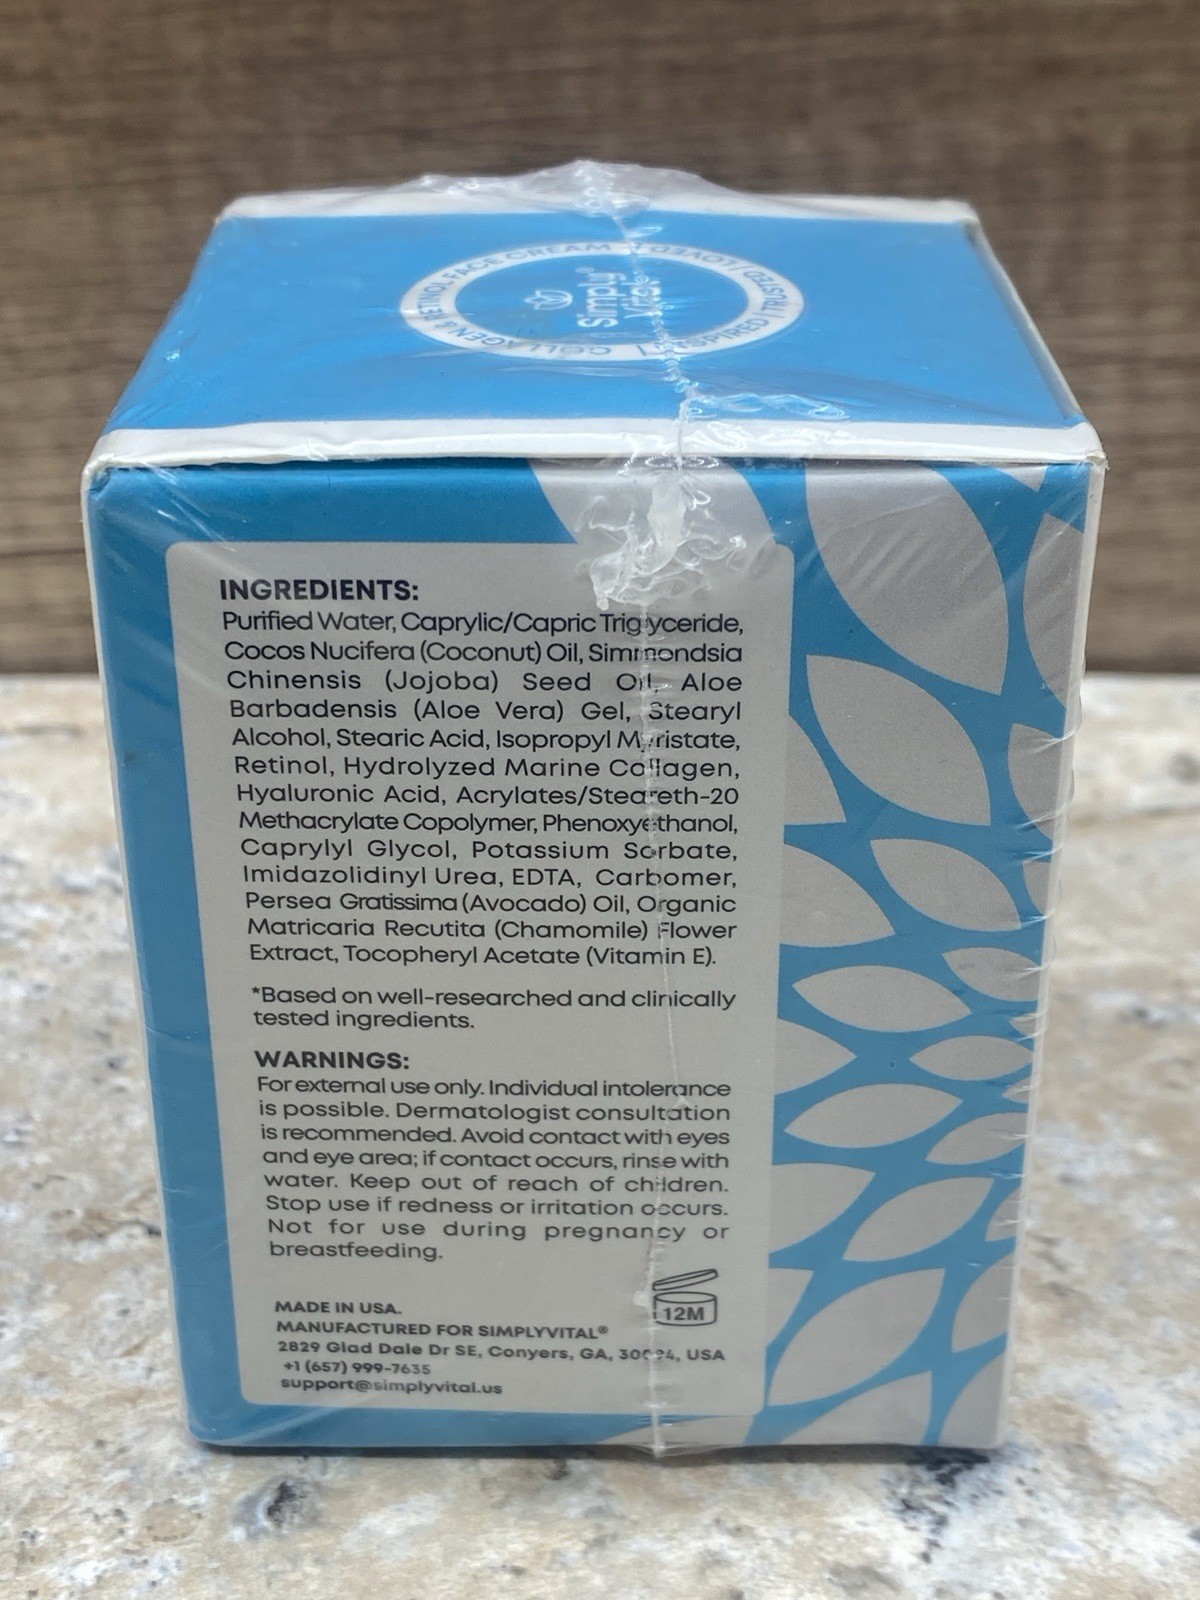 COLLAGEN & RETINOL FACE CREAM
LOVED | TRUSTED
simply®
INGREDIENTS:
Purified Water, Caprylic/Capric Triglyceride,
Cocos Nucifera (Coconut) Oil, Simmondsia
Chinensis (Jojoba) Seed Oil, Aloe
Barbadensis (Aloe Vera) Gel, Stearyl
Alcohol, Stearic Acid, Isopropyl Myristate,
Retinol, Hydrolyzed Marine Collagen,
Hyaluronic Acid, Acrylates/Steareth-20
Methacrylate Copolymer, Phenoxyethanol,
Caprylyl Glycol, Potassium Sorbate,
Imidazolidinyl Urea, EDTA, Carbomer,
Persea Gratissima (Avocado) Oil, Organic
Matricaria Recutita (Chamomile) Flower
Extract, Tocopheryl Acetate (Vitamin E).
*Based on well-researched and clinically
tested ingredients.
WARNINGS:
For external use only. Individual intolerance
is possible. Dermatologist consultation
is recommended. Avoid contact with eyes
and eye area; if contact occurs, rinse with
water. Keep out of reach of children.
Stop use if redness or irritation occurs.
Not for use during pregnancy or
breastfeeding.
12M
MADE IN USA.
MANUFACTURED FOR SIMPLYVITAL®
2829 Glad Dale Dr SE, Conyers, GA, USA
+1 (657) 999-7635
support@simplyvital.us